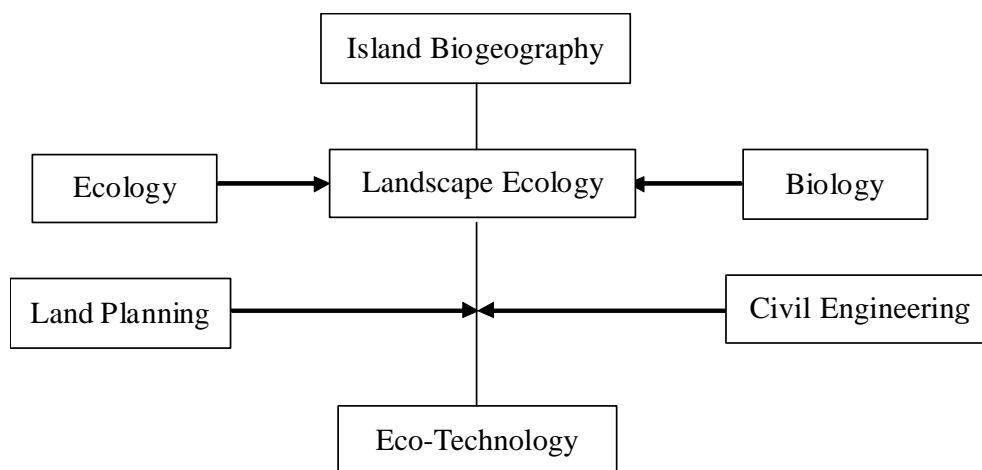 Island Biogeography
Ecology
Landscape Ecology
Biology
Land Planning
Civil Engineering
Eco-Technology